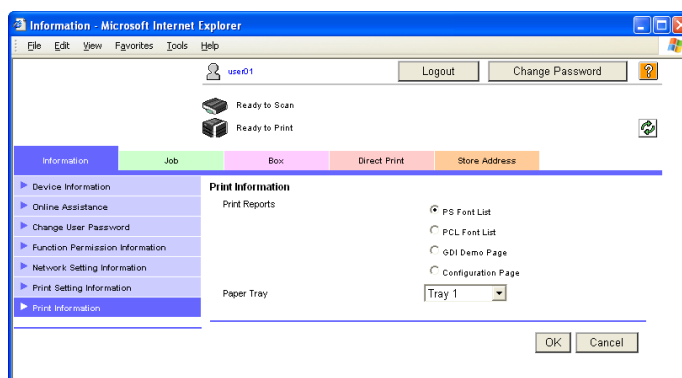 Information - Microsoft Internet Explorer
File Edit View Favorites Tools Help
user01 Logout Change Password ?
Ready to Scan
Ready to Print
Information Job Box Direct Print Store Address
Device Information
Online Assistance
Change User Password
Function Permission Information
Network Setting Information
Print Setting Information
Print Information
Print Information
Print Reports
PS Font List
PCL Font List
GDI Demo Page
Configuration Page
Paper Tray Tray 1
OK Cancel